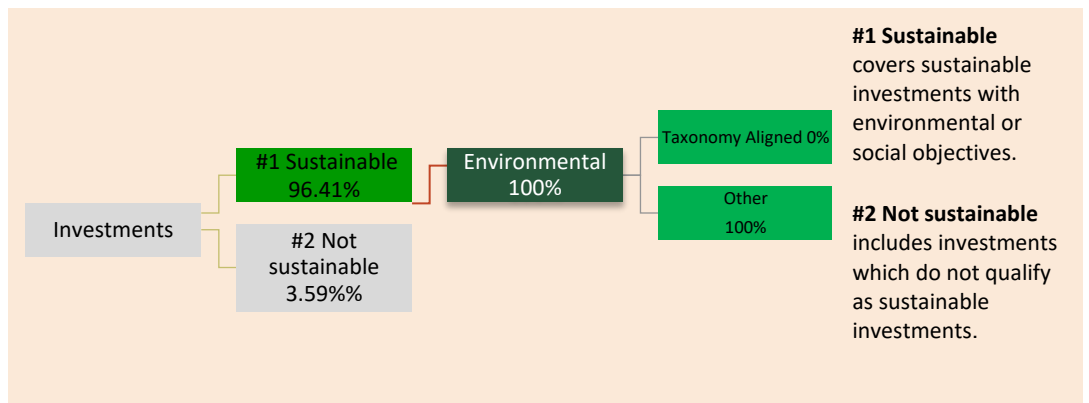 Investments
#1 Sustainable
96.41%
#2 Not
sustainable
3.59%%
Environmental
100%
Taxonomy Aligned 0%
Other
100%
#1 Sustainable
covers sustainable
investments with
environmental or
social objectives.
#2 Not sustainable
includes investments
which do not qualify
as sustainable
investments.